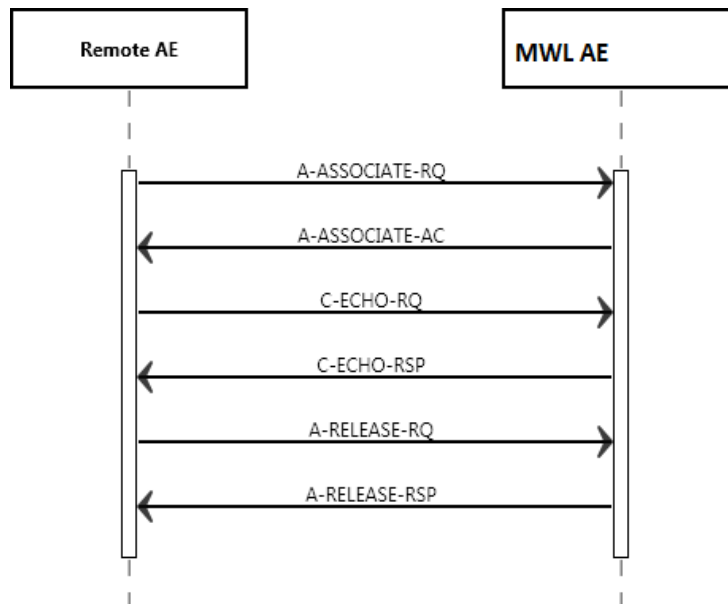 Remote AE
MWL AE
A-ASSOCIATE-RQ
A-ASSOCIATE-AC
C-ECHO-RQ
C-ECHO-RSP
A-RELEASE-RQ
A-RELEASE-RSP